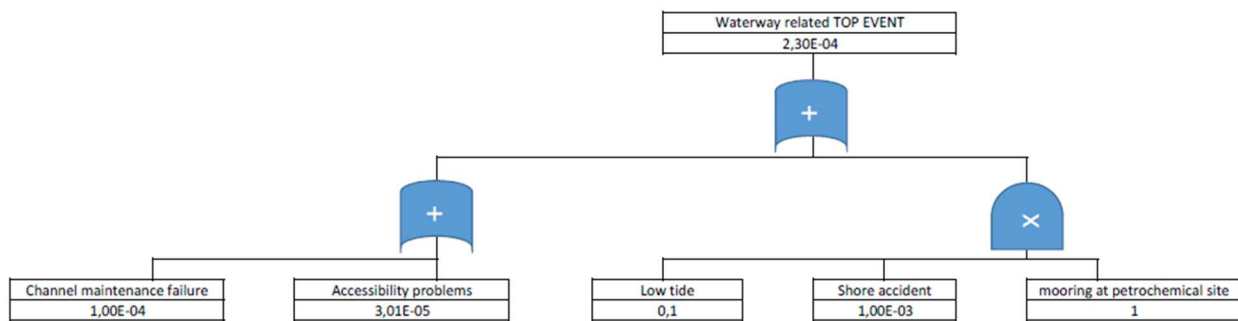 Waterway related TOP EVENT
2,30E-04
+
+
x
Channel maintenance failure
1,00E-04
Accessibility problems
3,01E-05
Low tide
0,1
Shore accident
1,00E-03
mooring at petrochemical site
1